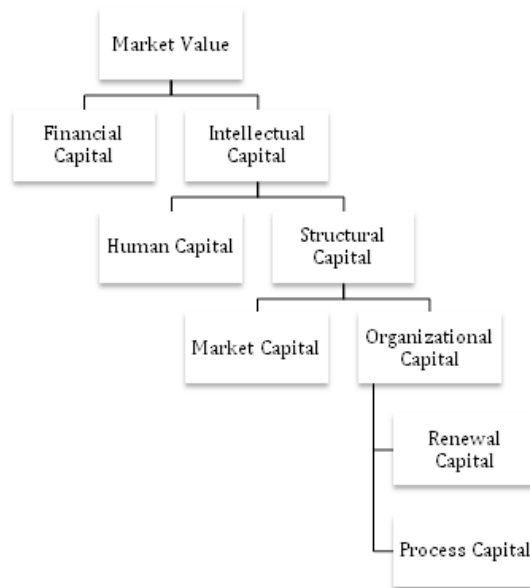 Market Value
Financial
Capital
Intellectual
Capital
Human Capital
Structural
Capital
Market Capital
Organizational
Capital
Renewal
Capital
Process Capital